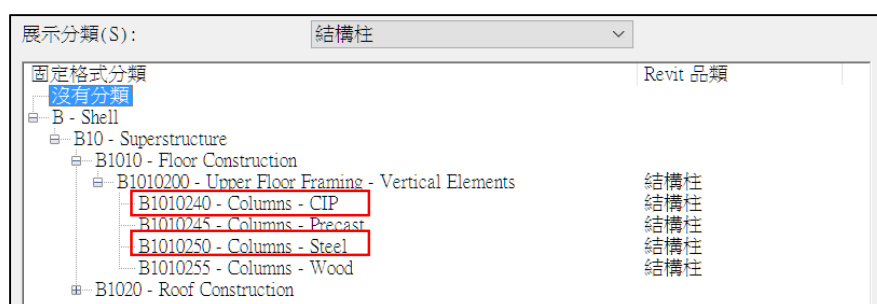 展示分類(S): 結構柱
固定格式分類 Revit 品類
沒有分類
B - Shell
B10 - Superstructure
B1010 - Floor Construction
B1010200 - Upper Floor Framing - Vertical Elements 結構柱
B1010240 - Columns - CIP 結構柱
B1010245 - Columns - Precast 結構柱
B1010250 - Columns - Steel 結構柱
B1010255 - Columns - Wood 結構柱
B1020 - Roof Construction